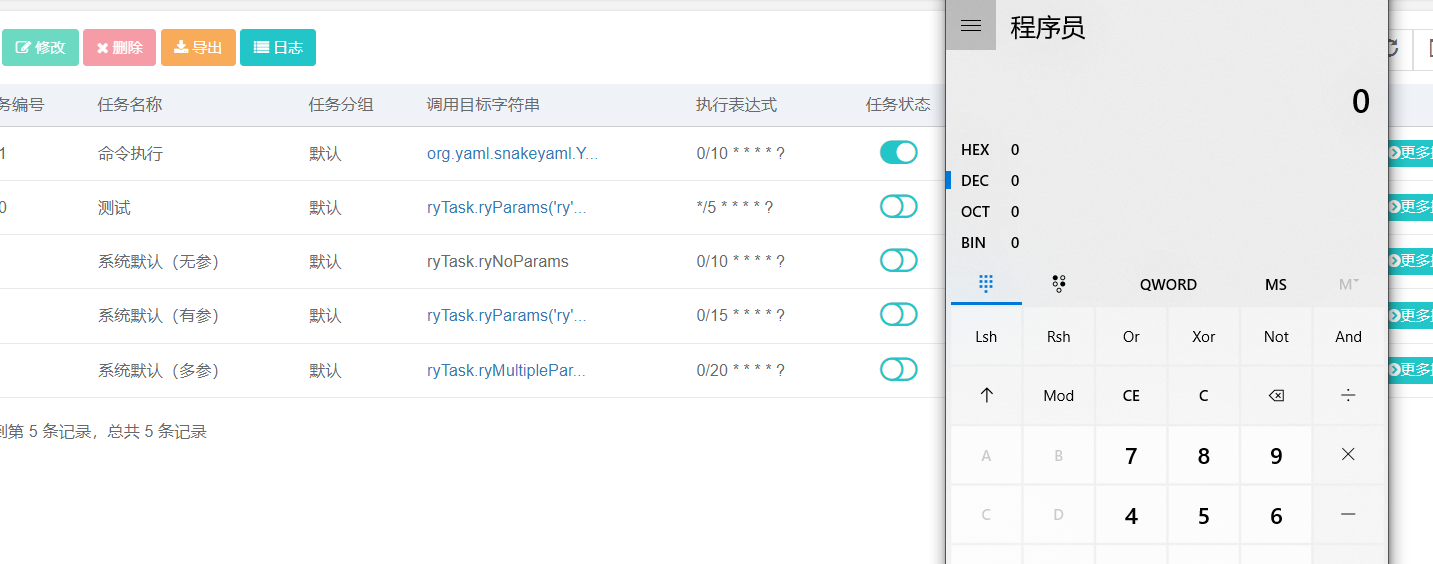 修改 删除 导出 日志
务编号 任务名称 任务分组 调用目标字符串 执行表达式 任务状态
1 命令执行 默认 org.yaml.snakeyaml.Y... 0/10 * * * * ? 更多
0 测试 默认 ryTask.ryParams('ry'... */5 * * * * ? 更多
系统默认（无参） 默认 ryTask.ryNoParams 0/10 * * * * ? 更多
系统默认（有参） 默认 ryTask.ryParams('ry'... 0/15 * * * * ? 更多
系统默认（多参） 默认 ryTask.ryMultiplePar... 0/20 * * * * ? 更多
到第 5 条记录，总共 5 条记录
程序员
0
HEX 0
DEC 0
OCT 0
BIN 0
QWORD MS M
Lsh Rsh Or Xor Not And
↑ Mod CE C ÷
A B 7 8 9 ×
C D 4 5 6 −